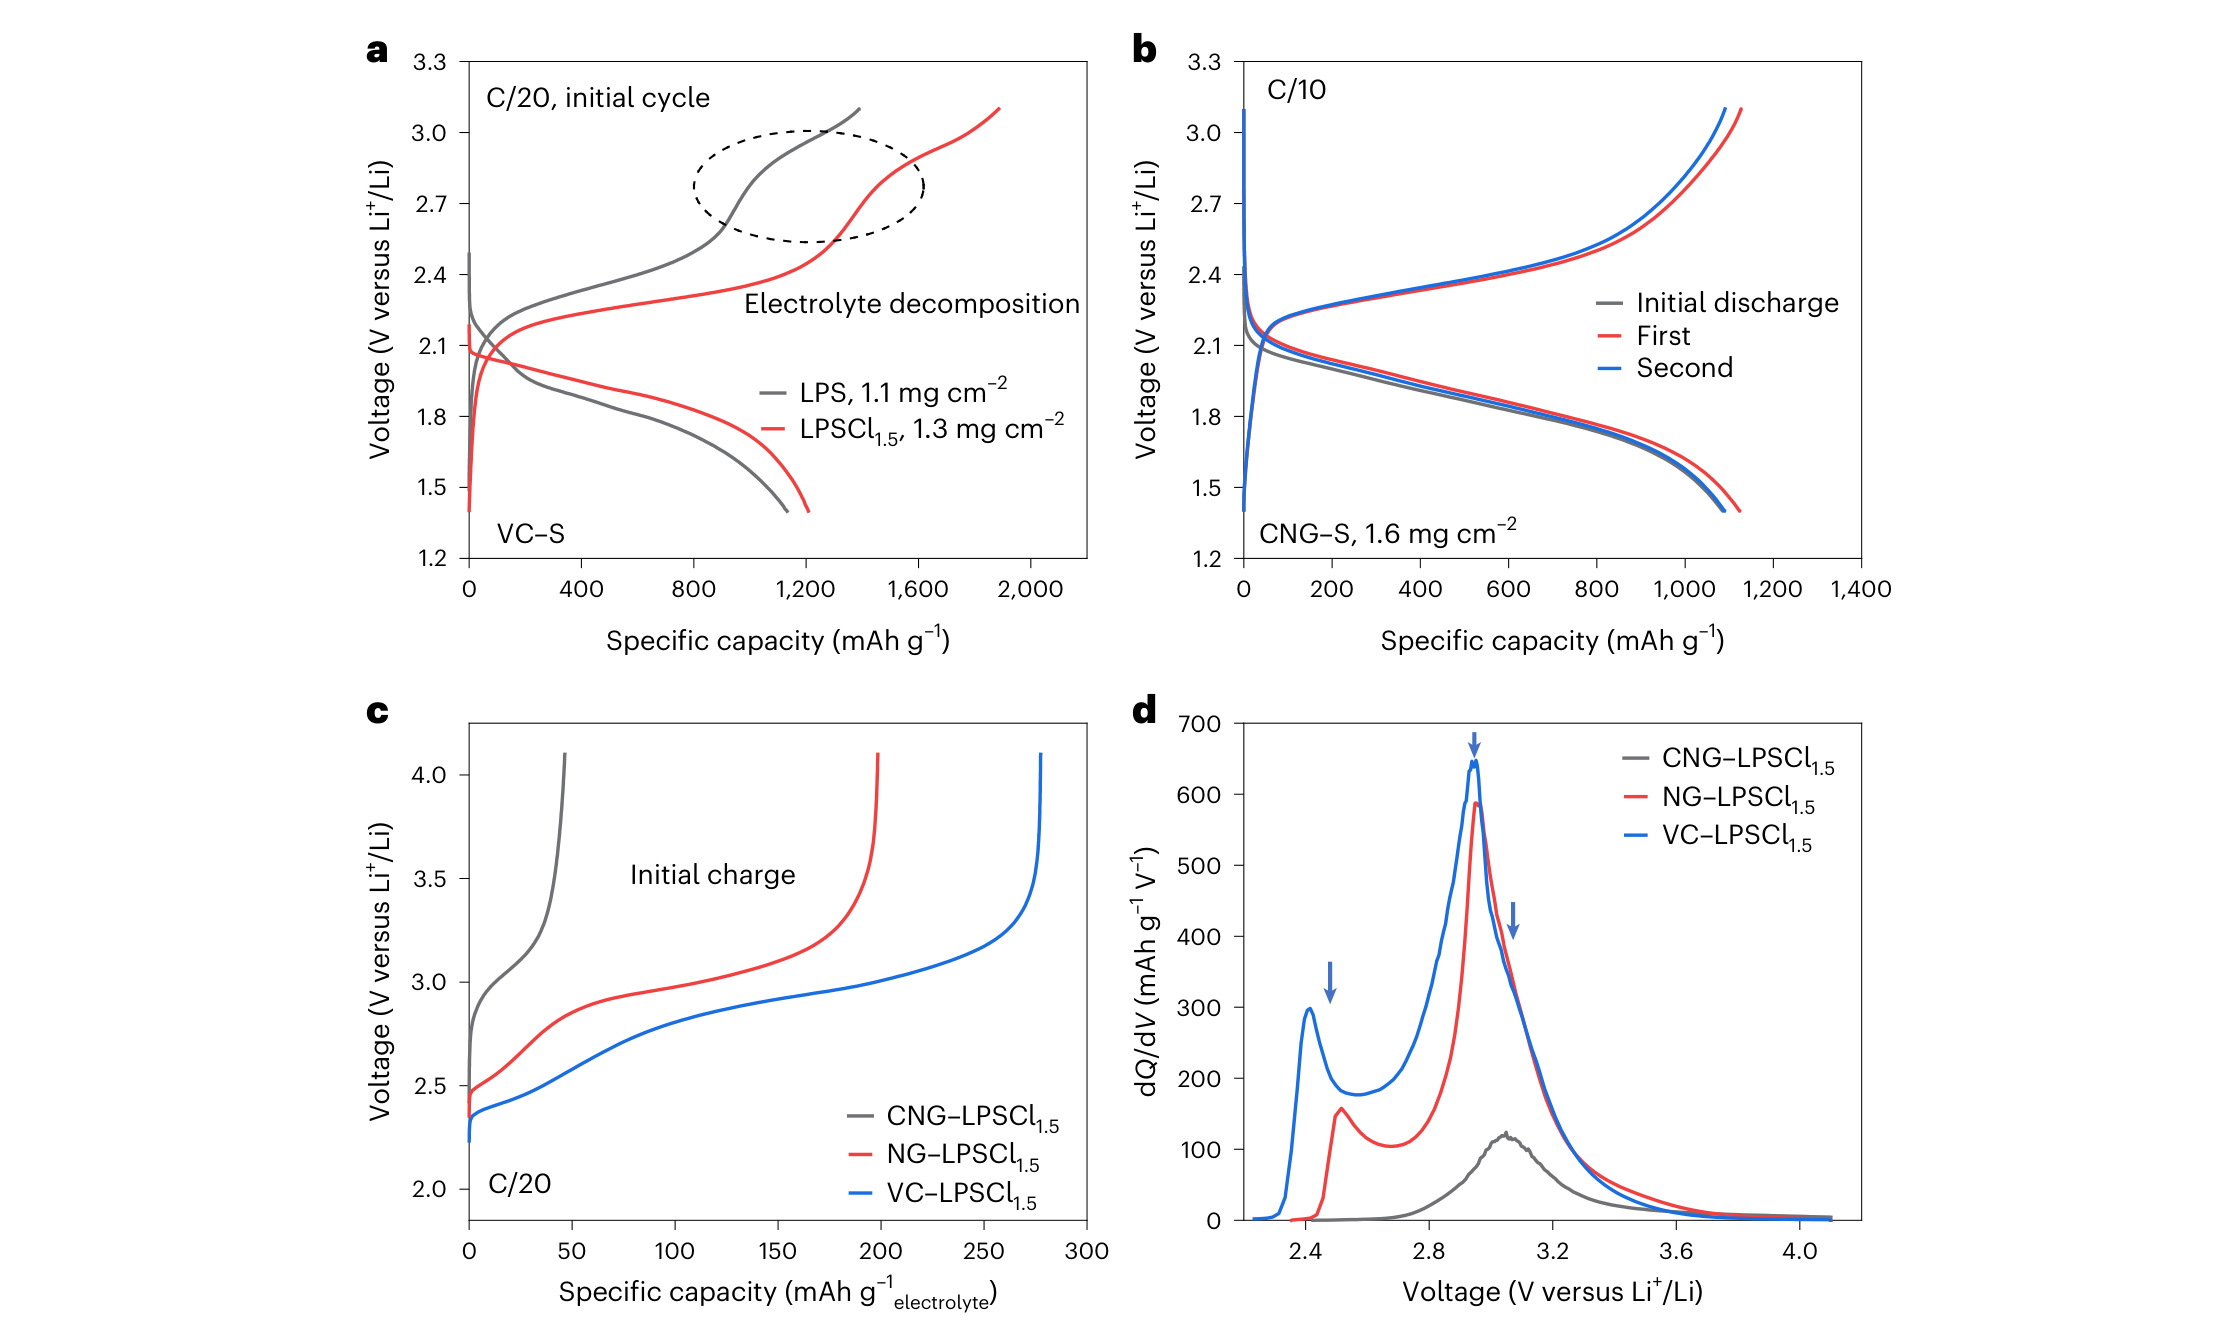 a
3.3
3.0
2.7
2.4
2.1
1.8
1.5
1.2
Voltage (V versus Li⁺/Li)
C/20, initial cycle
Electrolyte decomposition
LPS, 1.1 mg cm⁻²
LPSCl₁.₅, 1.3 mg cm⁻²
VC–S
0 400 800 1,200 1,600 2,000
Specific capacity (mAh g⁻¹)
b
3.3
3.0
2.7
2.4
2.1
1.8
1.5
1.2
Voltage (V versus Li⁺/Li)
C/10
Initial discharge
First
Second
CNG–S, 1.6 mg cm⁻²
0 200 400 600 800 1,000 1,200 1,400
Specific capacity (mAh g⁻¹)
c
4.0
3.5
3.0
2.5
2.0
Voltage (V versus Li⁺/Li)
Initial charge
CNG–LPSCl₁.₅
NG–LPSCl₁.₅
VC–LPSCl₁.₅
C/20
0 50 100 150 200 250 300
Specific capacity (mAh g⁻¹electrolyte)
d
700
600
500
400
300
200
100
0
dQ/dV (mAh g⁻¹ V⁻¹)
CNG–LPSCl₁.₅
NG–LPSCl₁.₅
VC–LPSCl₁.₅
2.4 2.8 3.2 3.6 4.0
Voltage (V versus Li⁺/Li)